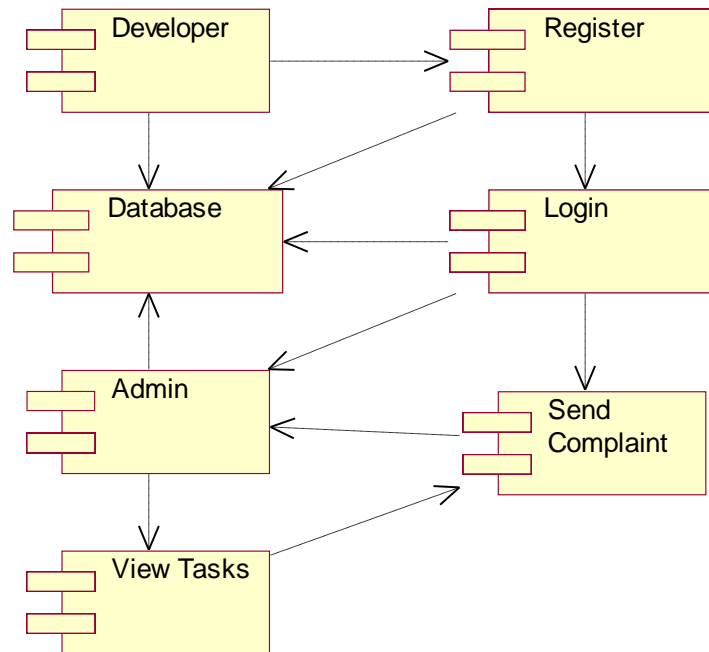 Developer
Register
Database
Login
Admin
Send
Complaint
View Tasks